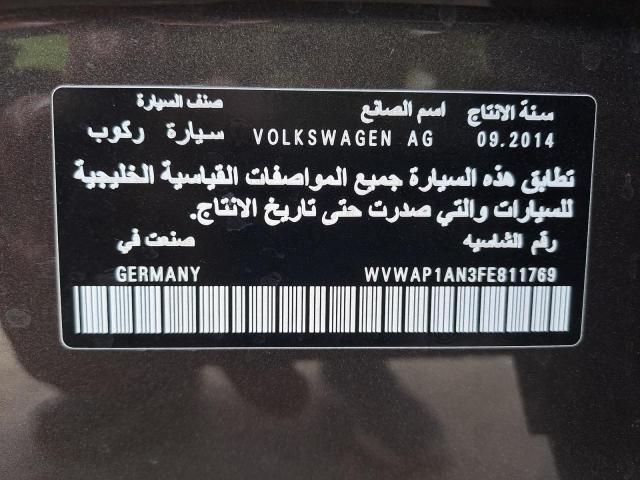 سنة الانتاج اسم الصانع صنف السيارة
09.2014 VOLKSWAGEN AG سيارة ركوب
تطابق هذه السيارة جميع المواصفات القياسية الخليجية
للسيارات والتي صدرت حتى تاريخ الانتاج.
رقم الشاسيه صنعت في
WVWAP1AN3FE811769 GERMANY